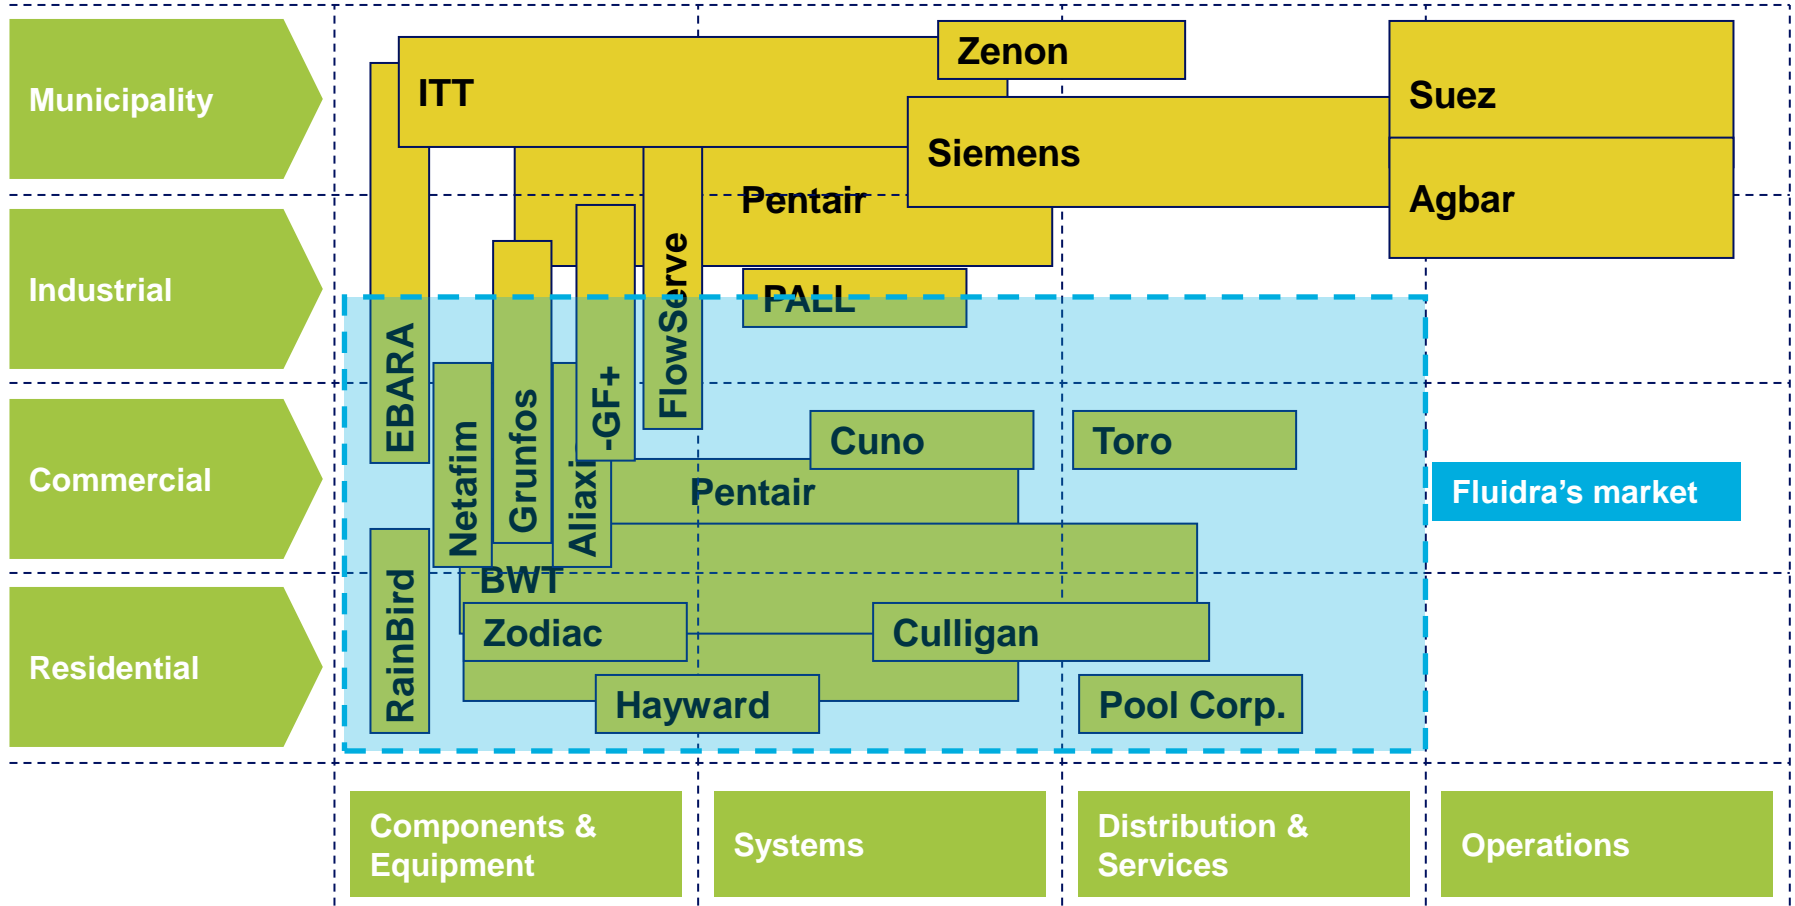 Municipality
ITT
Zenon
Suez
Siemens
Pentair
Agbar
Industrial
PALL
EBARA
FlowServe
-GF+
Netafim
Grunfos
Aliaxi
Cuno
Toro
Commercial
Pentair
Fluidra’s market
BWT
RainBird
Zodiac
Culligan
Residential
Hayward
Pool Corp.
Components &
Equipment
Systems
Distribution &
Services
Operations